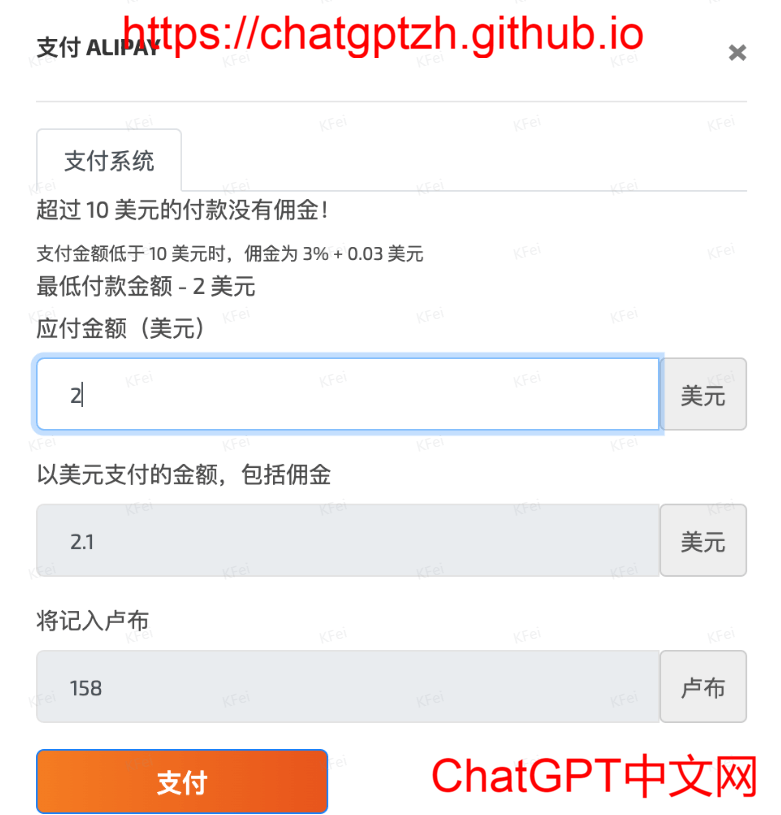 https://chatgptzh.github.io
支付 ALIPAY
×
支付系统
超过 10 美元的付款没有佣金！
支付金额低于 10 美元时，佣金为 3% + 0.03 美元
最低付款金额 - 2 美元
应付金额（美元）
2 美元
以美元支付的金额，包括佣金
2.1 美元
将记入卢布
158 卢布
支付
ChatGPT中文网
KFei